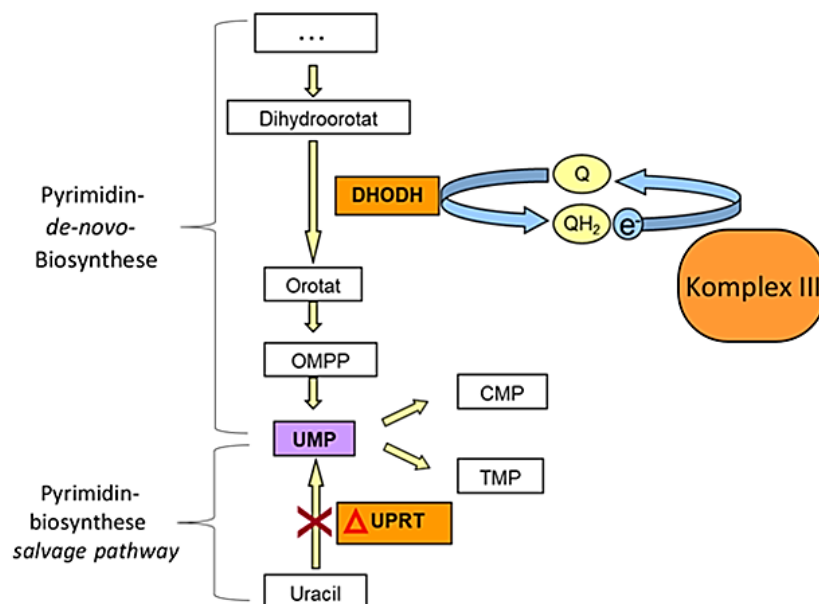 ...
Dihydroorotat
Pyrimidin-
de-novo-
Biosynthese
DHODH
Q
QH₂
e⁻
Komplex III
Orotat
OMPP
CMP
UMP
TMP
Pyrimidin-
biosynthese
salvage pathway
Δ UPRT
Uracil